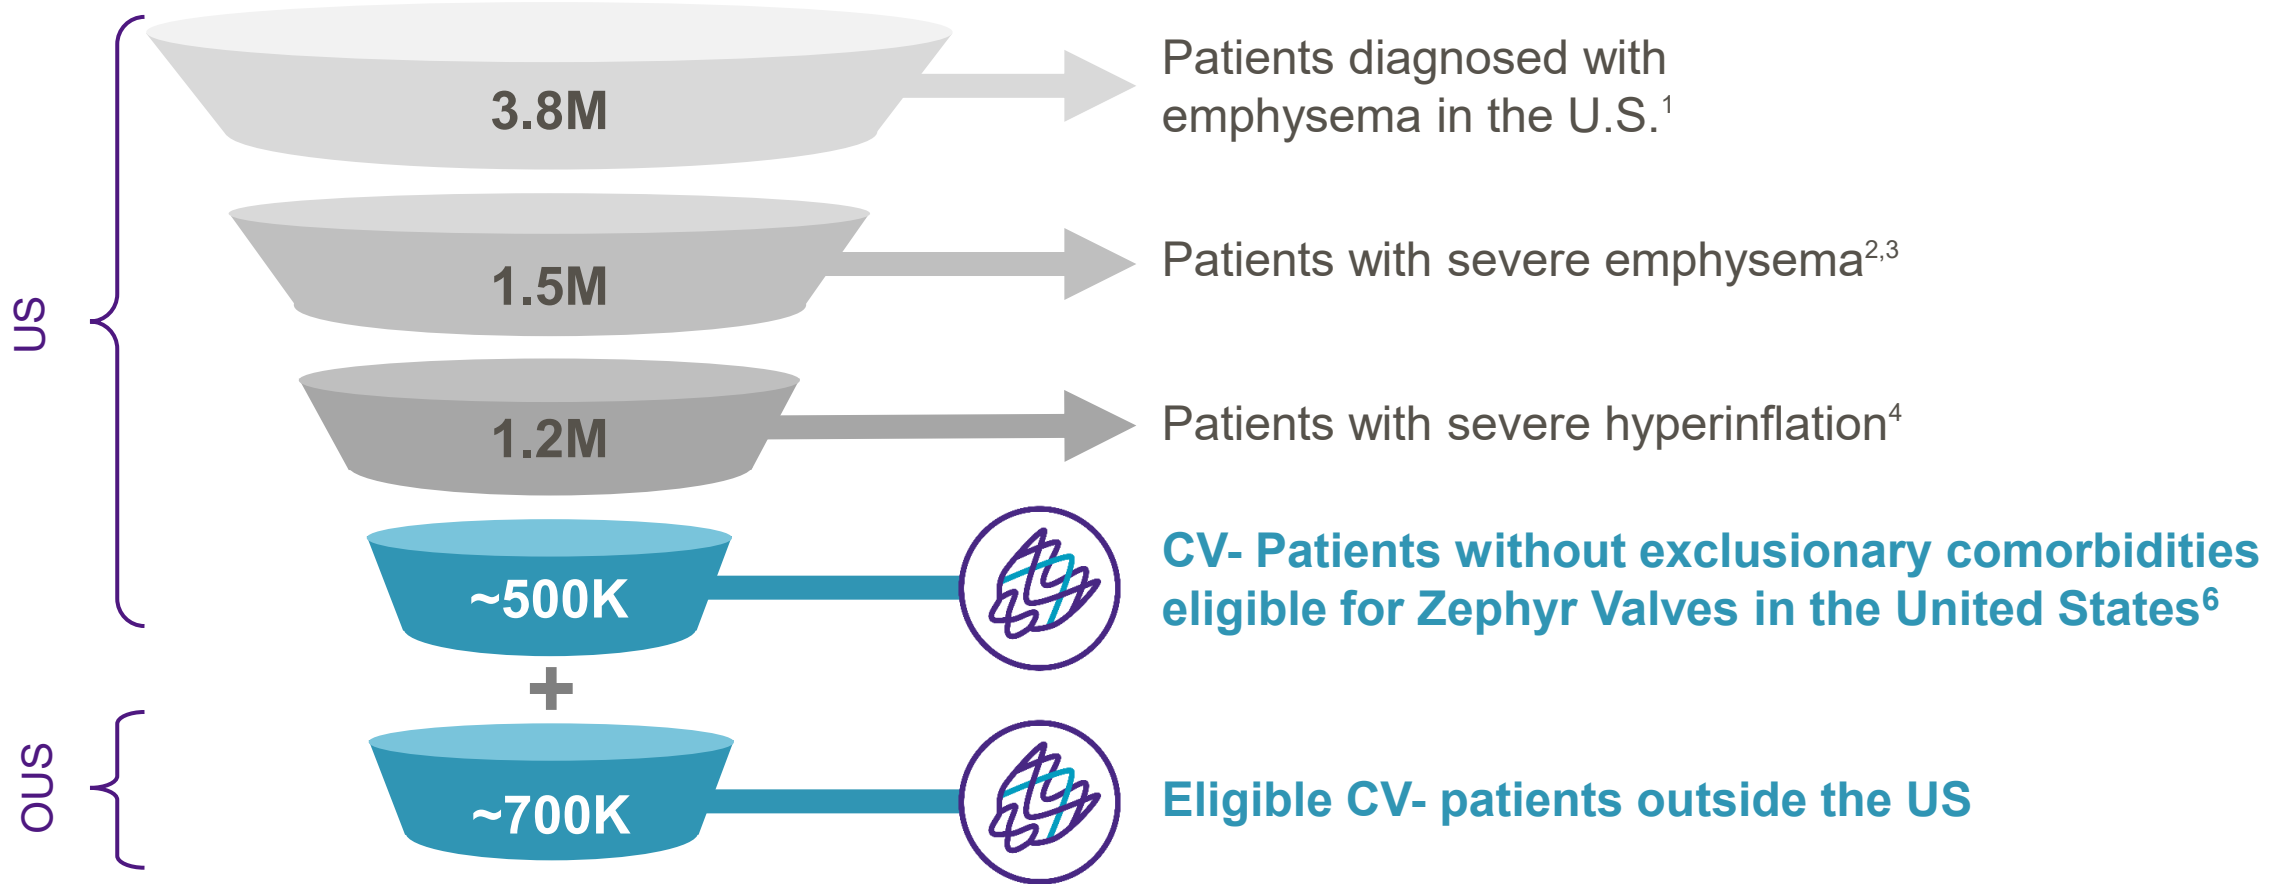 US
3.8M
Patients diagnosed with
emphysema in the U.S.¹
1.5M
Patients with severe emphysema²,³
1.2M
Patients with severe hyperinflation⁴
~500K
CV- Patients without exclusionary comorbidities
eligible for Zephyr Valves in the United States⁶
+
OUS
~700K
Eligible CV- patients outside the US